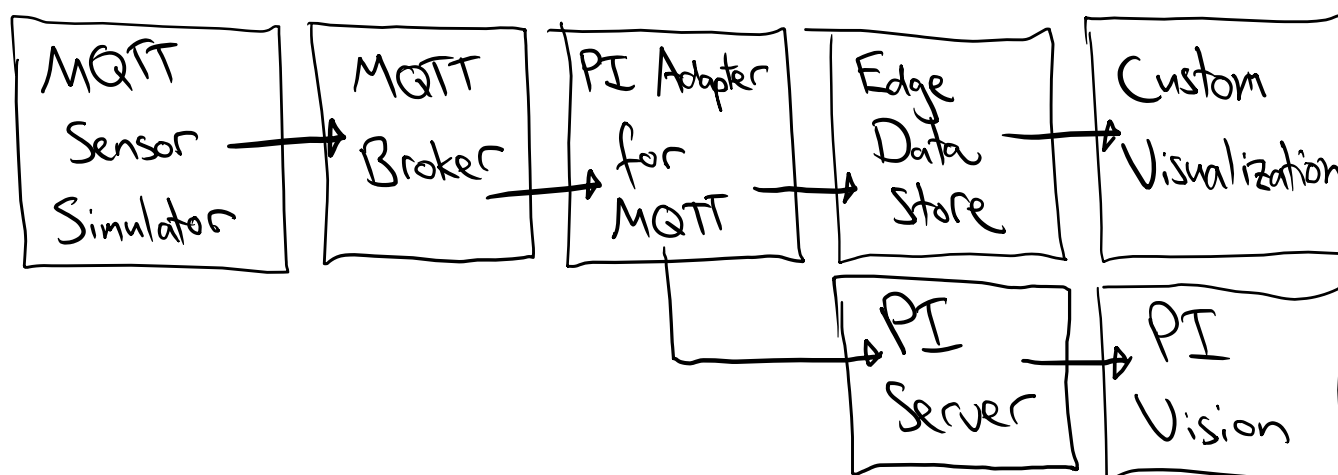 MQTT
Sensor
Simulator
MQTT
Broker
PI Adapter
for
MQTT
Edge
Data
Store
Custom
Visualization
PI
Server
PI
Vision